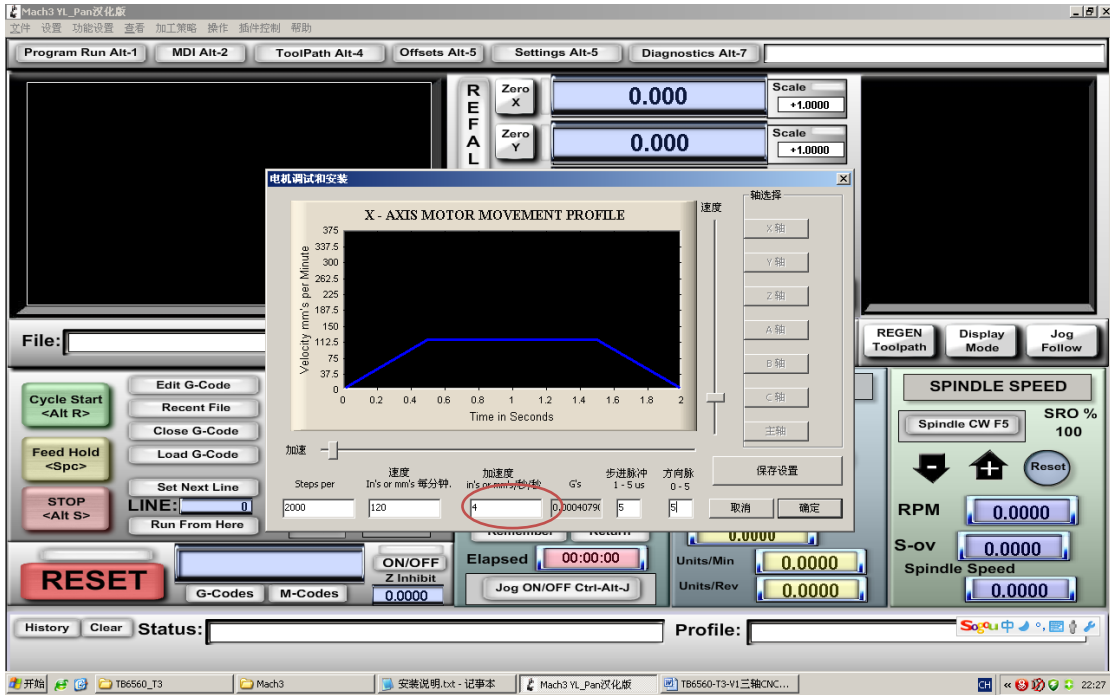 Mach3 YL_Pan汉化版
文件 设置 功能设置 查看 加工策略 操作 插件控制 帮助
Program Run Alt-1 MDI Alt-2 ToolPath Alt-4 Offsets Alt-5 Settings Alt-5 Diagnostics Alt-7
REFAL
Zero X 0.000 Scale +1.0000
Zero Y 0.000 Scale +1.0000
电机调试和安装
X - AXIS MOTOR MOVEMENT PROFILE
Velocity mm's per Minute
375
337.5
300
262.5
225
187.5
150
112.5
75
37.5
0
0 0.2 0.4 0.6 0.8 1 1.2 1.4 1.6 1.8 2
Time in Seconds
速度
轴选择
X 轴
Y 轴
Z 轴
A 轴
B 轴
C 轴
主轴
加速
保存设置
Steps per
速度
In's or mm's 每分钟.
加速度
in's or mm's/秒/秒
G's
步进脉冲
1 - 5 us
方向脉
0 - 5
2000 120 4 0.00040790 5 5
取消 确定
File:
REGEN Toolpath
Display Mode
Jog Follow
Cycle Start
<Alt R>
Feed Hold
<Spc>
STOP
<Alt S>
Edit G-Code
Recent File
Close G-Code
Load G-Code
Set Next Line
LINE: 0
Run From Here
RESET
G-Codes M-Codes
ON/OFF
Z Inhibit
0.0000
Remember Return
Elapsed 00:00:00
Jog ON/OFF Ctrl-Alt-J
0.0000
Units/Min 0.0000
Units/Rev 0.0000
SPINDLE SPEED
Spindle CW F5
SRO %
100
Reset
RPM 0.0000
S-ov 0.0000
Spindle Speed
0.0000
History Clear Status:
Profile:
Sogou 中
开始 TB6560_T3 Mach3 安装说明.txt - 记事本 Mach3 YL_Pan汉化版 TB6560-T3-V1三轴CNC... CH 22:27